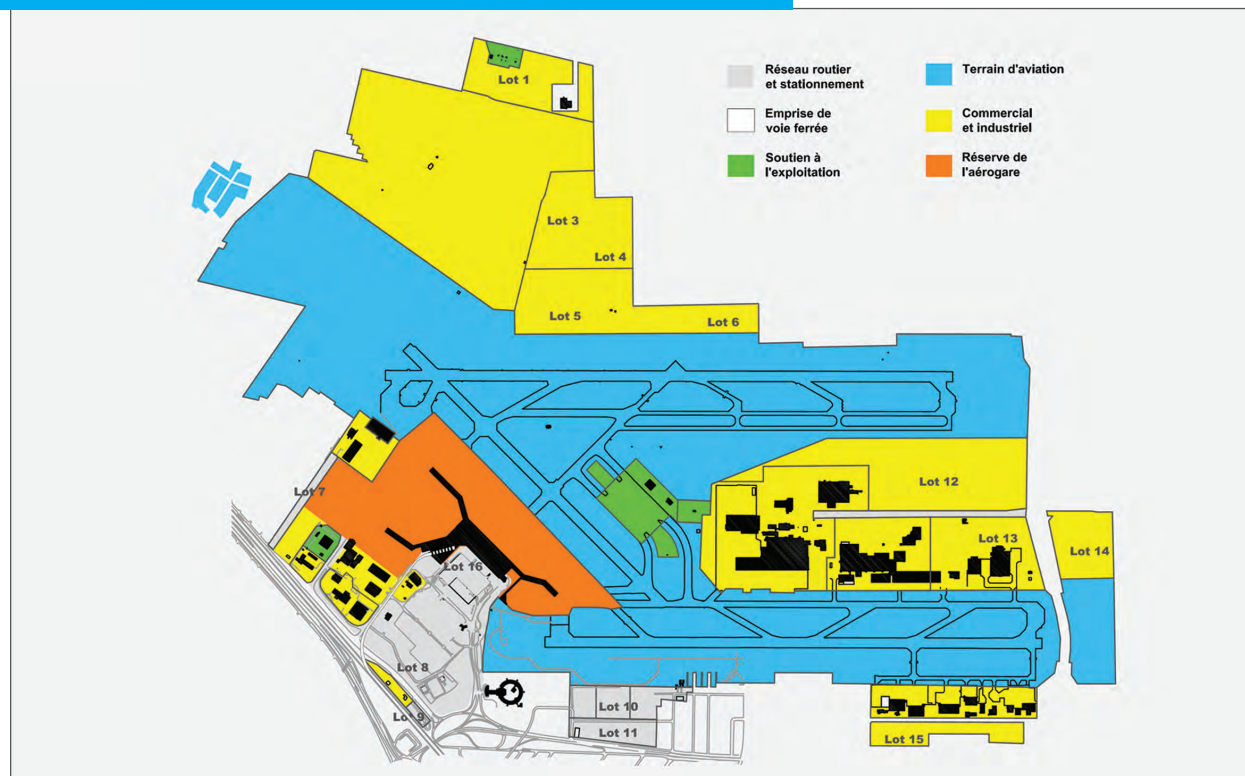 Réseau routier
et stationnement
Terrain d'aviation
Emprise de
voie ferrée
Commercial
et industriel
Soutien à
l'exploitation
Réserve de
l'aérogare
Lot 1
Lot 3
Lot 4
Lot 5
Lot 6
Lot 7
Lot 12
Lot 13
Lot 14
Lot 16
Lot 8
Lot 9
Lot 10
Lot 11
Lot 15